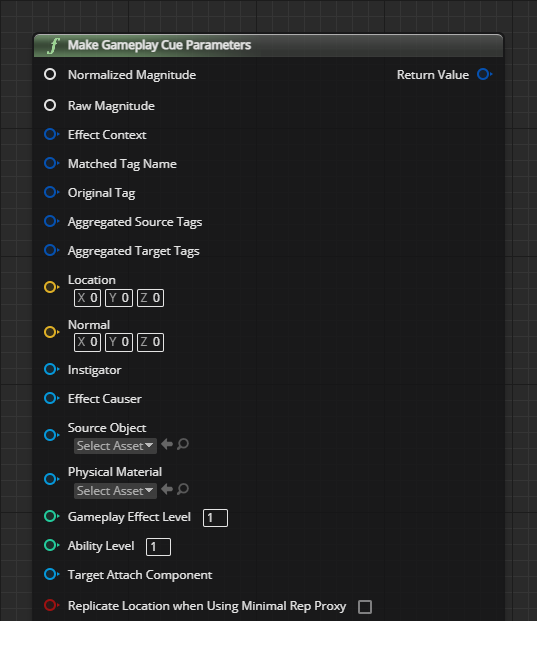 f Make Gameplay Cue Parameters
Normalized Magnitude Return Value
Raw Magnitude
Effect Context
Matched Tag Name
Original Tag
Aggregated Source Tags
Aggregated Target Tags
Location
X 0 Y 0 Z 0
Normal
X 0 Y 0 Z 0
Instigator
Effect Causer
Source Object
Select Asset
Physical Material
Select Asset
Gameplay Effect Level 1
Ability Level 1
Target Attach Component
Replicate Location when Using Minimal Rep Proxy